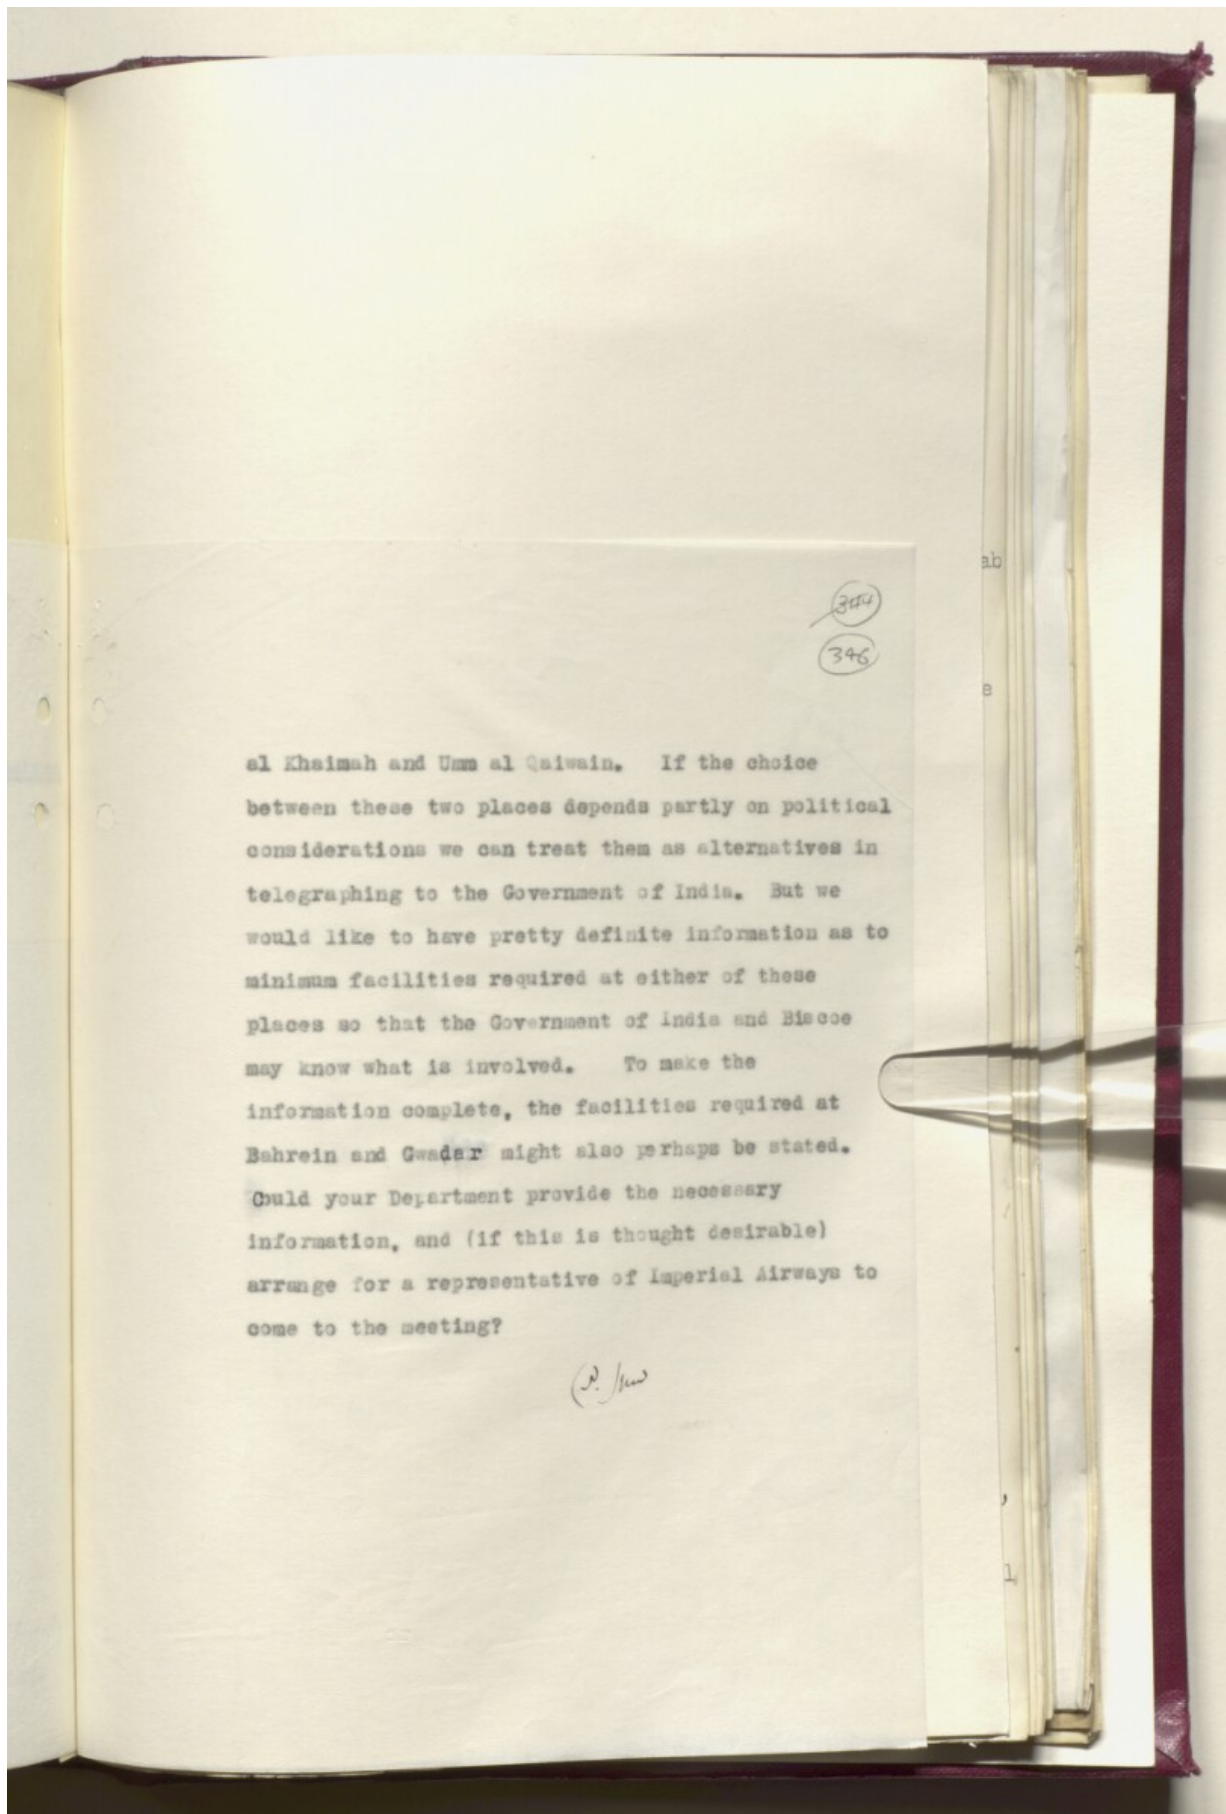 344
346
ab
e
al Khaimah and Umm al Qaiwain. If the choice
between these two places depends partly on political
considerations we can treat them as alternatives in
telegraphing to the Government of India. But we
would like to have pretty definite information as to
minimum facilities required at either of these
places so that the Government of India and Biscoe
may know what is involved. To make the
information complete, the facilities required at
Bahrein and Gwadar might also perhaps be stated.
Could your Department provide the necessary
information, and (if this is thought desirable)
arrange for a representative of Imperial Airways to
come to the meeting?
,
l